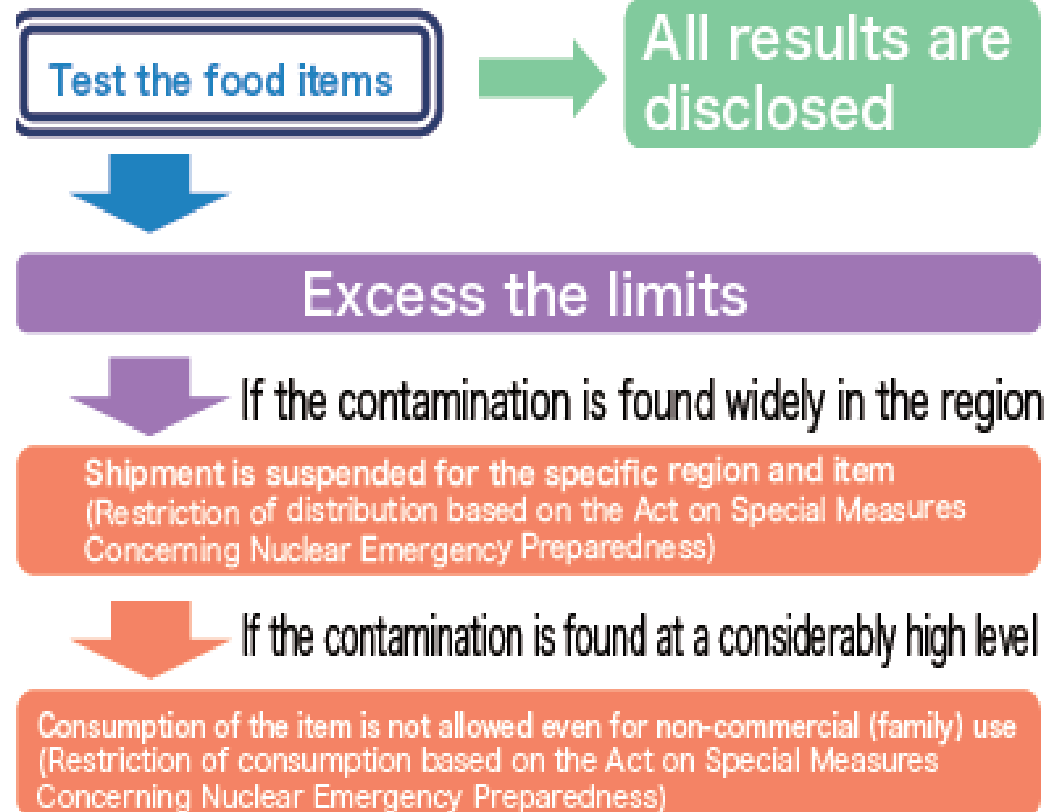 Test the food items
All results are
disclosed
Excess the limits
If the contamination is found widely in the region
Shipment is suspended for the specific region and item
(Restriction of distribution based on the Act on Special Measures
Concerning Nuclear Emergency Preparedness)
If the contamination is found at a considerably high level
Consumption of the item is not allowed even for non-commercial (family) use
(Restriction of consumption based on the Act on Special Measures
Concerning Nuclear Emergency Preparedness)